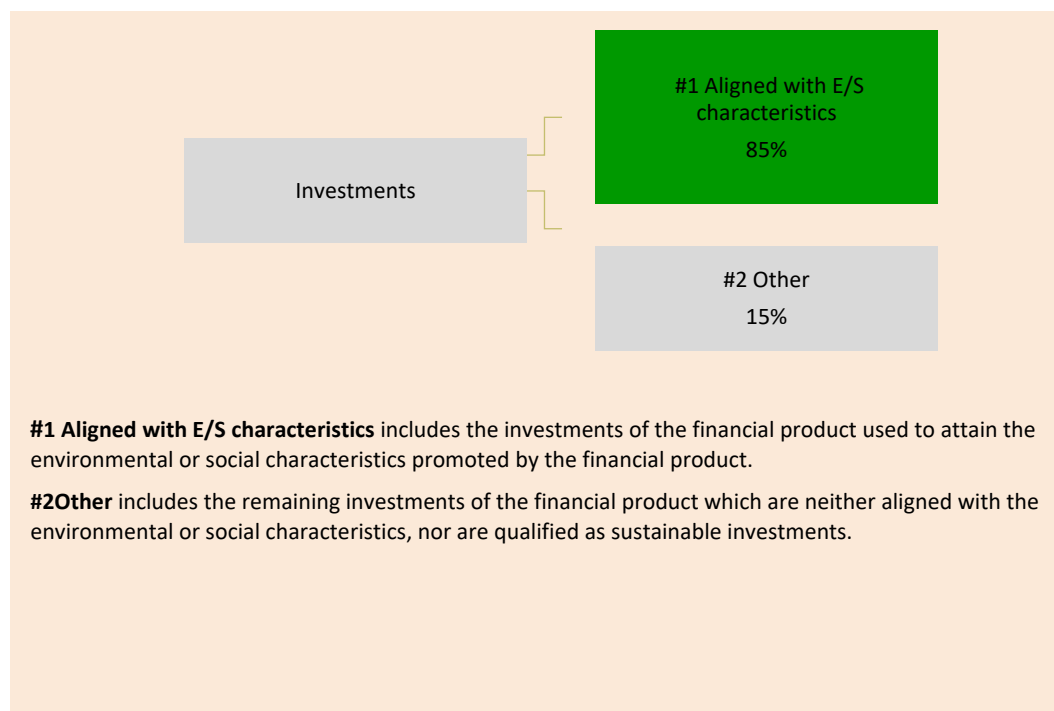 #1 Aligned with E/S
characteristics
85%
Investments
#2 Other
15%
#1 Aligned with E/S characteristics includes the investments of the financial product used to attain the
environmental or social characteristics promoted by the financial product.
#2Other includes the remaining investments of the financial product which are neither aligned with the
environmental or social characteristics, nor are qualified as sustainable investments.